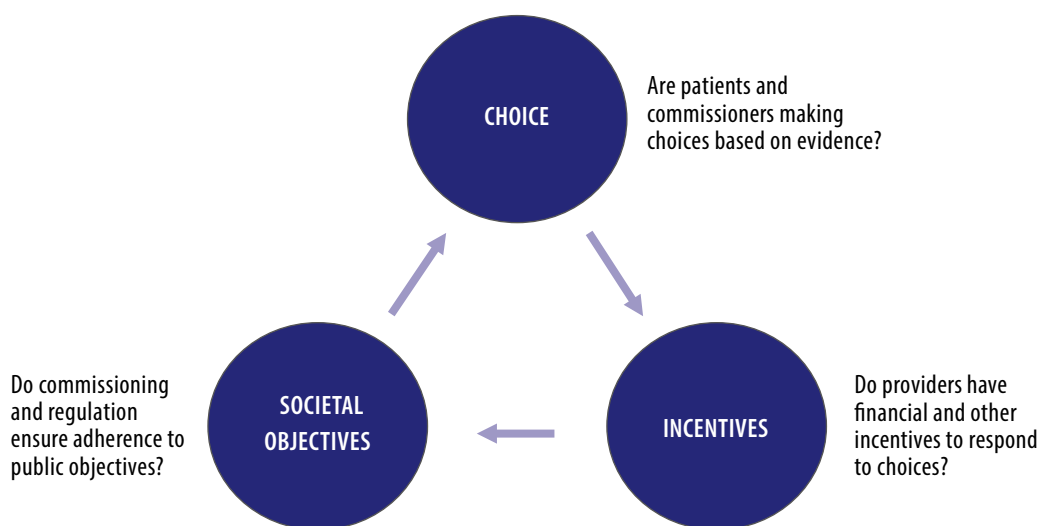 CHOICE
Are patients and
commissioners making
choices based on evidence?
SOCIETAL
OBJECTIVES
Do commissioning
and regulation
ensure adherence to
public objectives?
INCENTIVES
Do providers have
financial and other
incentives to respond
to choices?